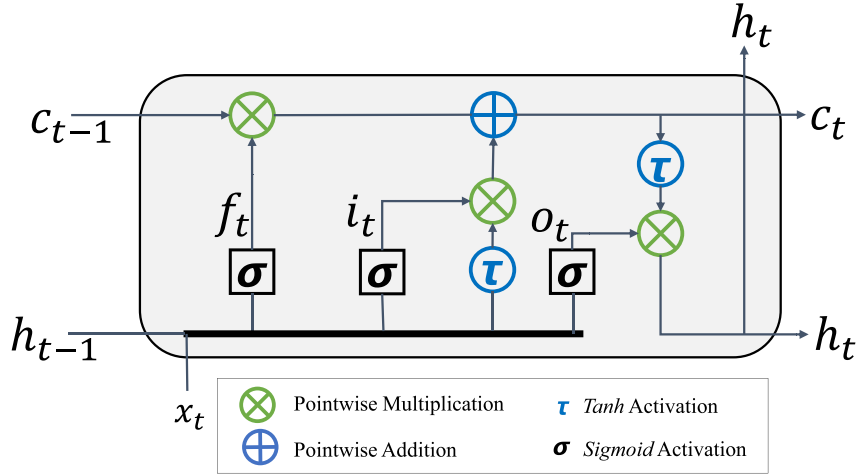 h_t
c_{t-1}
c_t
τ
f_t
i_t
o_t
σ
σ
τ
σ
h_{t-1}
h_t
x_t
Pointwise Multiplication
τ Tanh Activation
Pointwise Addition
σ Sigmoid Activation